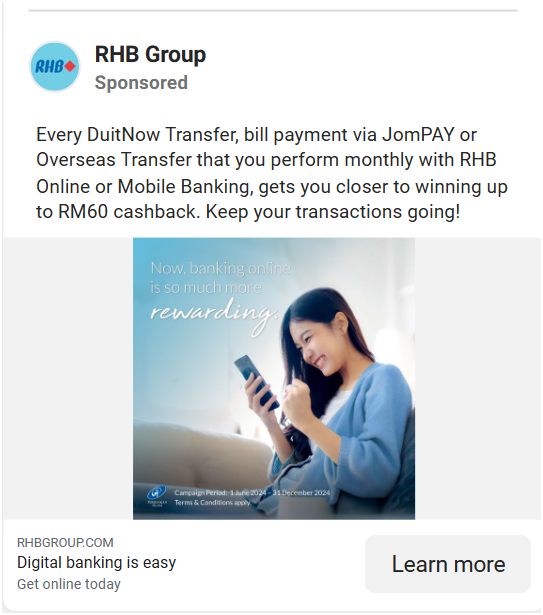 RHB
RHB Group
Sponsored
Every DuitNow Transfer, bill payment via JomPAY or
Overseas Transfer that you perform monthly with RHB
Online or Mobile Banking, gets you closer to winning up
to RM60 cashback. Keep your transactions going!
Now, banking online
is so much more
rewarding.
Campaign Period: 1 June 2024 – 31 December 2024
Terms & Conditions apply
RHBGROUP.COM
Digital banking is easy
Get online today
Learn more